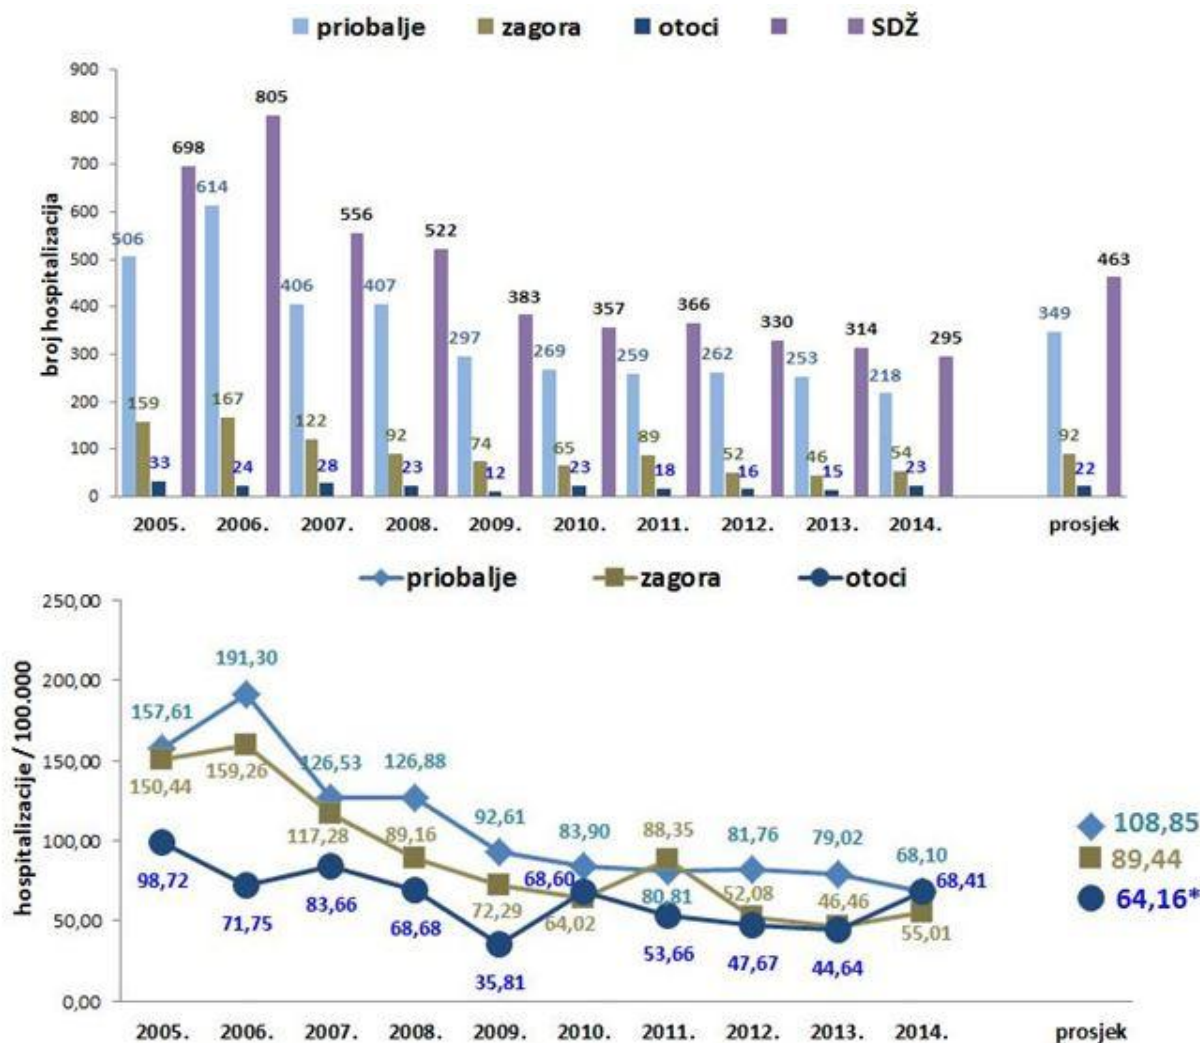 priobalje zagora otoci SDŽ
900
800
700
600
500
400
300
200
100
0
broj hospitalizacija
506 159 33 698
614 167 24 805
406 122 28 556
407 92 23 522
297 74 12 383
269 65 23 357
259 89 18 366
262 52 16 330
253 46 15 314
218 54 23 295
349 92 22 463
2005. 2006. 2007. 2008. 2009. 2010. 2011. 2012. 2013. 2014. prosjek
priobalje zagora otoci
250,00
200,00
150,00
100,00
50,00
0,00
hospitalizacije / 100.000
157,61 191,30 126,53 126,88 92,61 83,90 80,81 81,76 79,02 68,10 108,85
150,44 159,26 117,28 89,16 72,29 64,02 88,35 52,08 46,46 55,01 89,44
98,72 71,75 83,66 68,68 35,81 68,60 53,66 47,67 44,64 68,41 64,16*
2005. 2006. 2007. 2008. 2009. 2010. 2011. 2012. 2013. 2014. prosjek